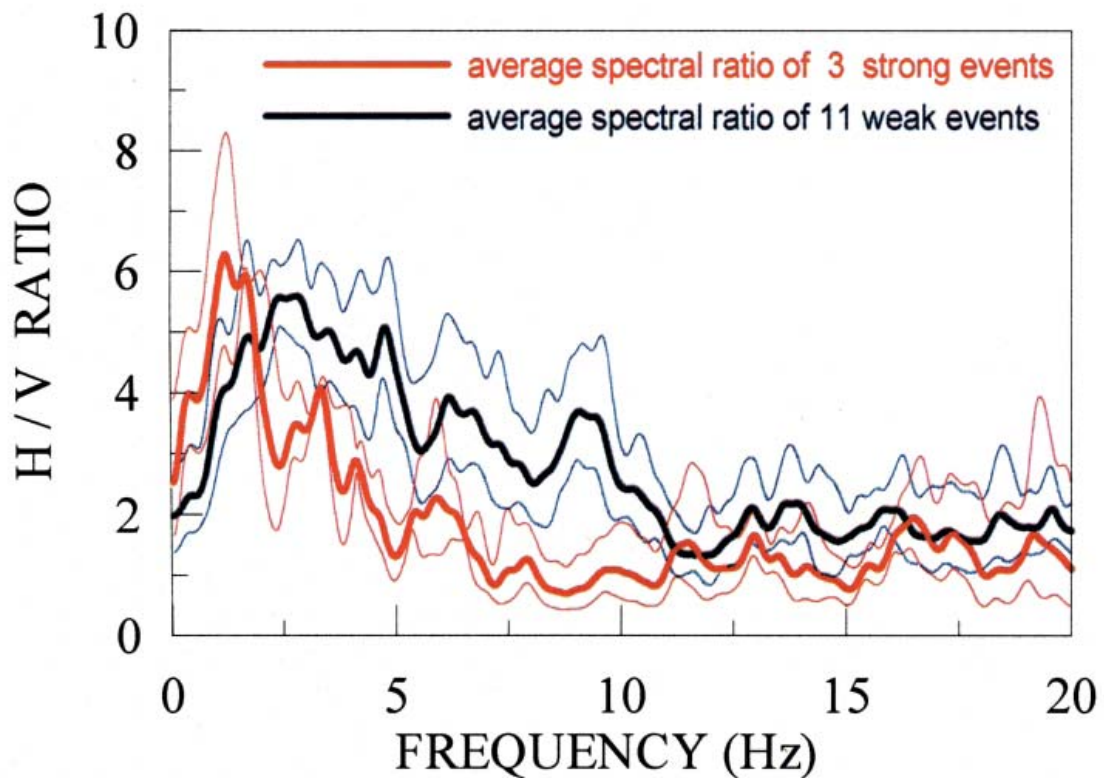 10
8
6
4
2
0
H / V RATIO
average spectral ratio of 3 strong events
average spectral ratio of 11 weak events
0 5 10 15 20
FREQUENCY (Hz)